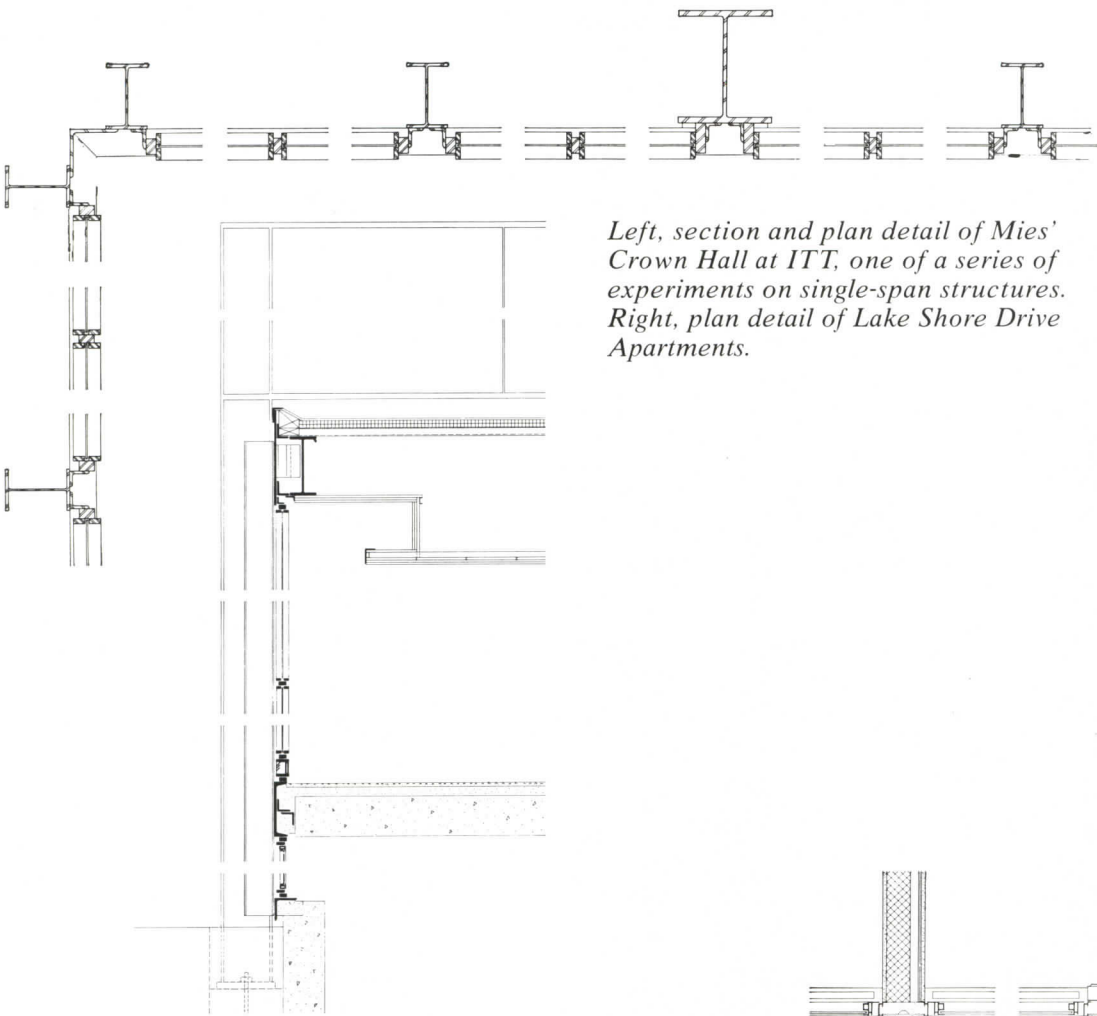 Left, section and plan detail of Mies'
Crown Hall at ITT, one of a series of
experiments on single-span structures.
Right, plan detail of Lake Shore Drive
Apartments.